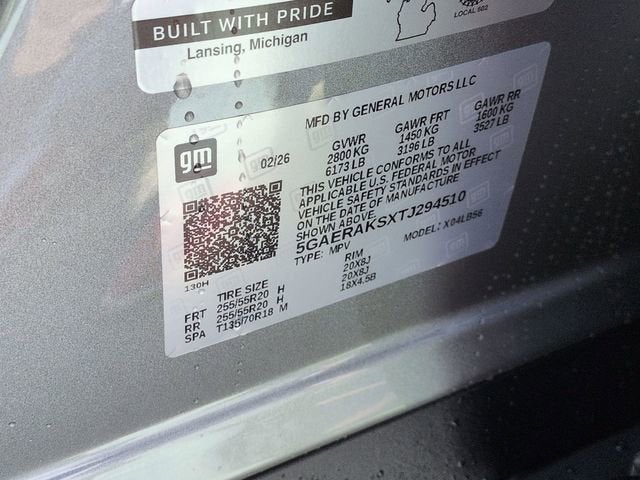 BUILT WITH PRIDE
Lansing, Michigan
LOCAL 602
MFD BY GENERAL MOTORS LLC
gm
02/26
GVWR GAWR FRT GAWR RR
2800 KG 1450 KG 1600 KG
6173 LB 3196 LB 3527 LB
THIS VEHICLE CONFORMS TO ALL
APPLICABLE U.S. FEDERAL MOTOR
VEHICLE SAFETY STANDARDS IN EFFECT
ON THE DATE OF MANUFACTURE
SHOWN ABOVE.
5GAERAKSXTJ294510
TYPE: MPV MODEL: X04LB56
130H
TIRE SIZE RIM
FRT 255/55R20 H 20X8J
RR 255/55R20 H 20X8J
SPA T135/70R18 M 18X4.5B